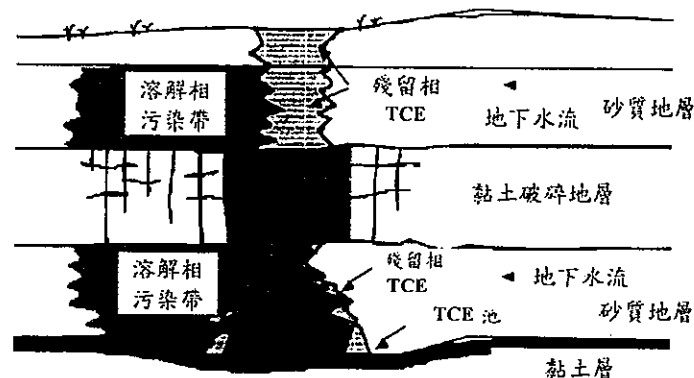 溶解相
污染帶
殘留相
TCE
地下水流
砂質地層
黏土破碎地層
溶解相
污染帶
殘留相
TCE
地下水流
TCE 池
砂質地層
黏土層